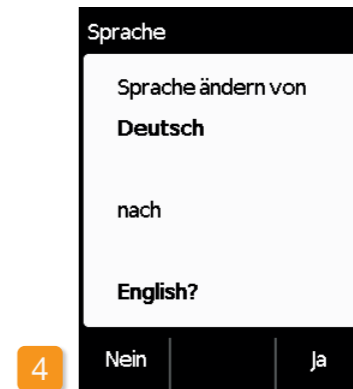 Sprache
Sprache ändern von
Deutsch
nach
English?
4 Nein Ja